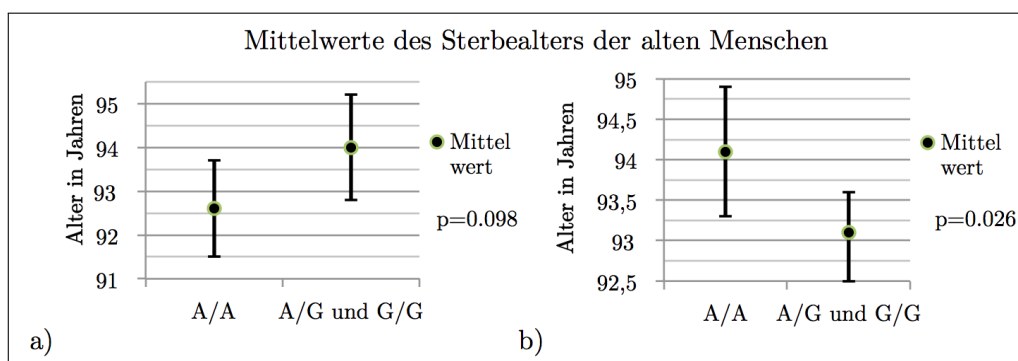 Mittelwerte des Sterbealters der alten Menschen
Alter in Jahren
95
94
93
92
91
A/A
A/G und G/G
Mittel
wert
p=0.098
a)
Alter in Jahren
95
94,5
94
93,5
93
92,5
A/A
A/G und G/G
Mittel
wert
p=0.026
b)